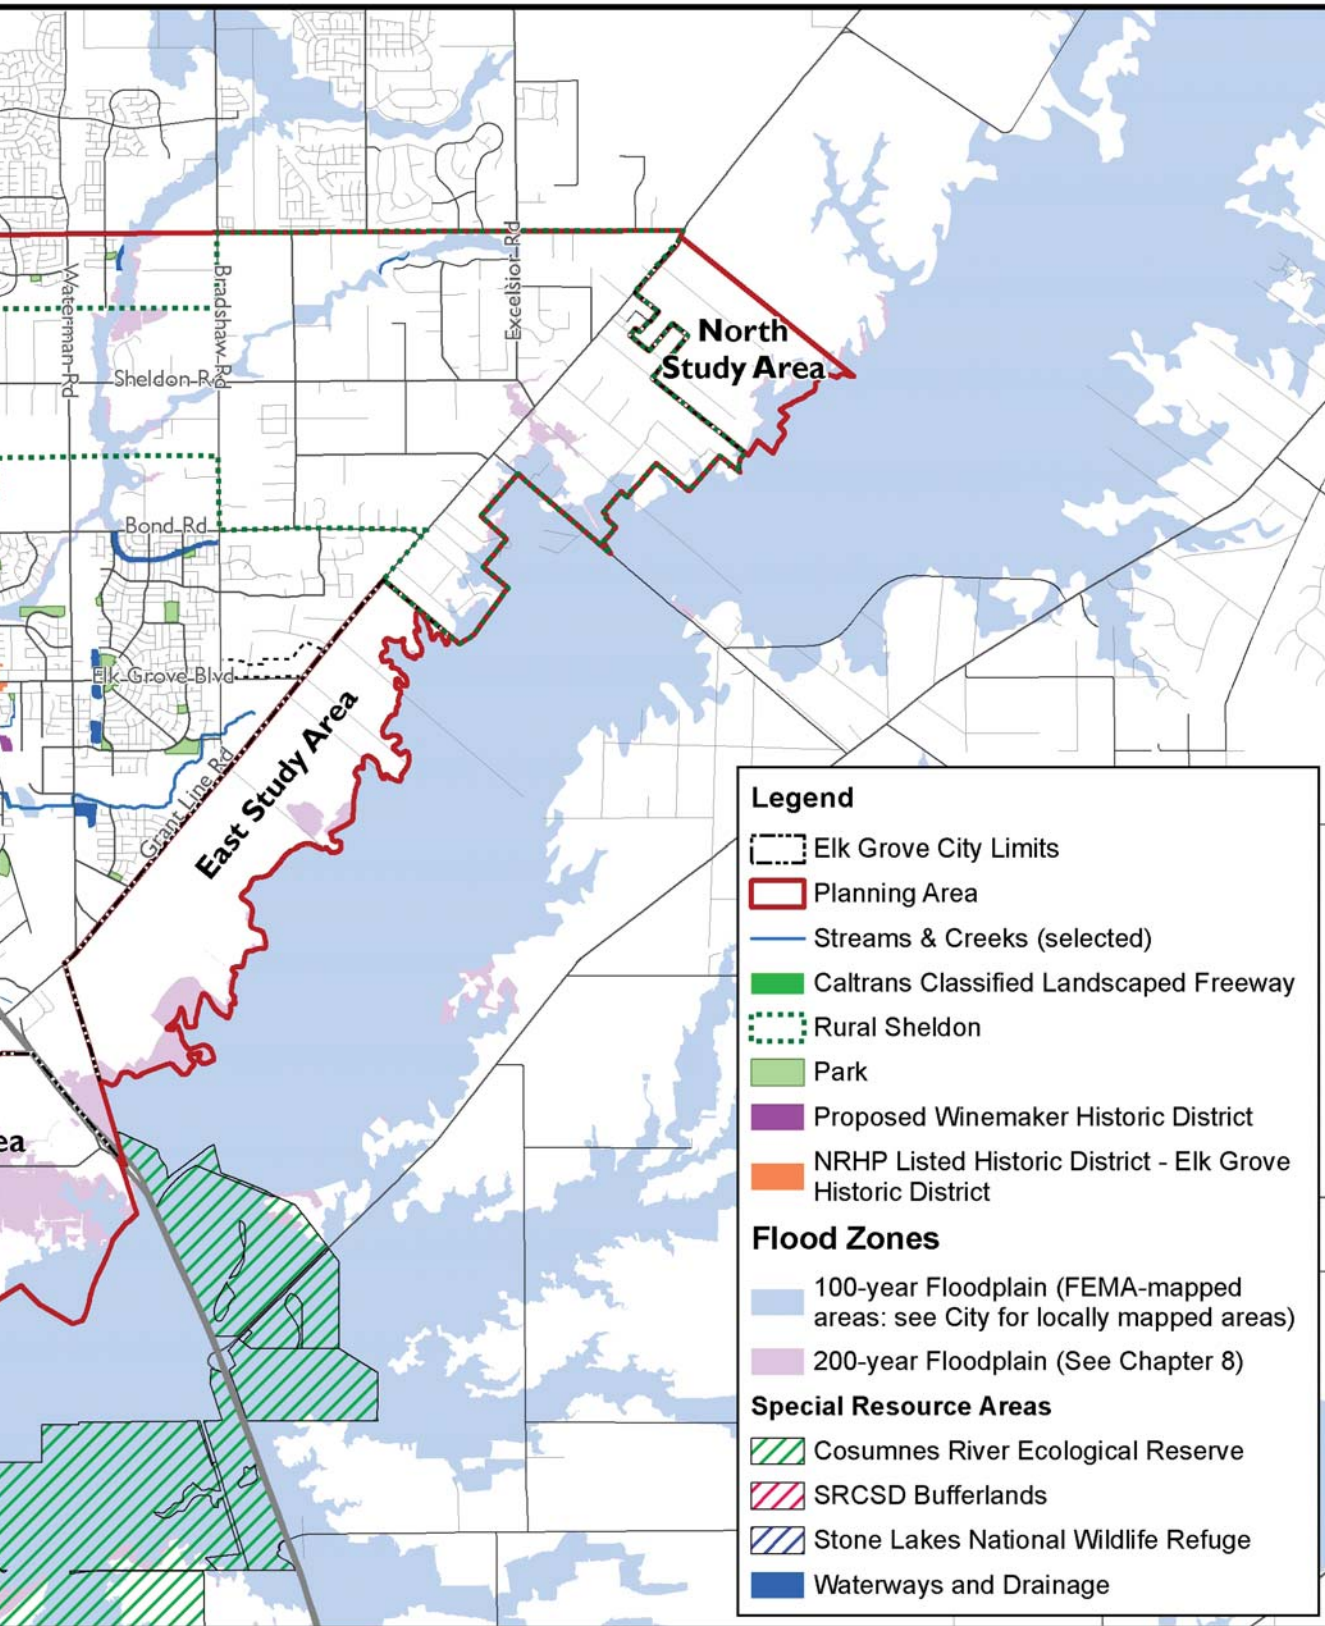 Excelsior Rd
Waterman Rd
Bradshaw Rd
North
Study Area
Sheldon Rd
Bond Rd
Elk Grove Blvd
East Study Area
Grant Line Rd
ea
Legend
Elk Grove City Limits
Planning Area
Streams & Creeks (selected)
Caltrans Classified Landscaped Freeway
Rural Sheldon
Park
Proposed Winemaker Historic District
NRHP Listed Historic District - Elk Grove
Historic District
Flood Zones
100-year Floodplain (FEMA-mapped
areas: see City for locally mapped areas)
200-year Floodplain (See Chapter 8)
Special Resource Areas
Cosumnes River Ecological Reserve
SRCSD Bufferlands
Stone Lakes National Wildlife Refuge
Waterways and Drainage